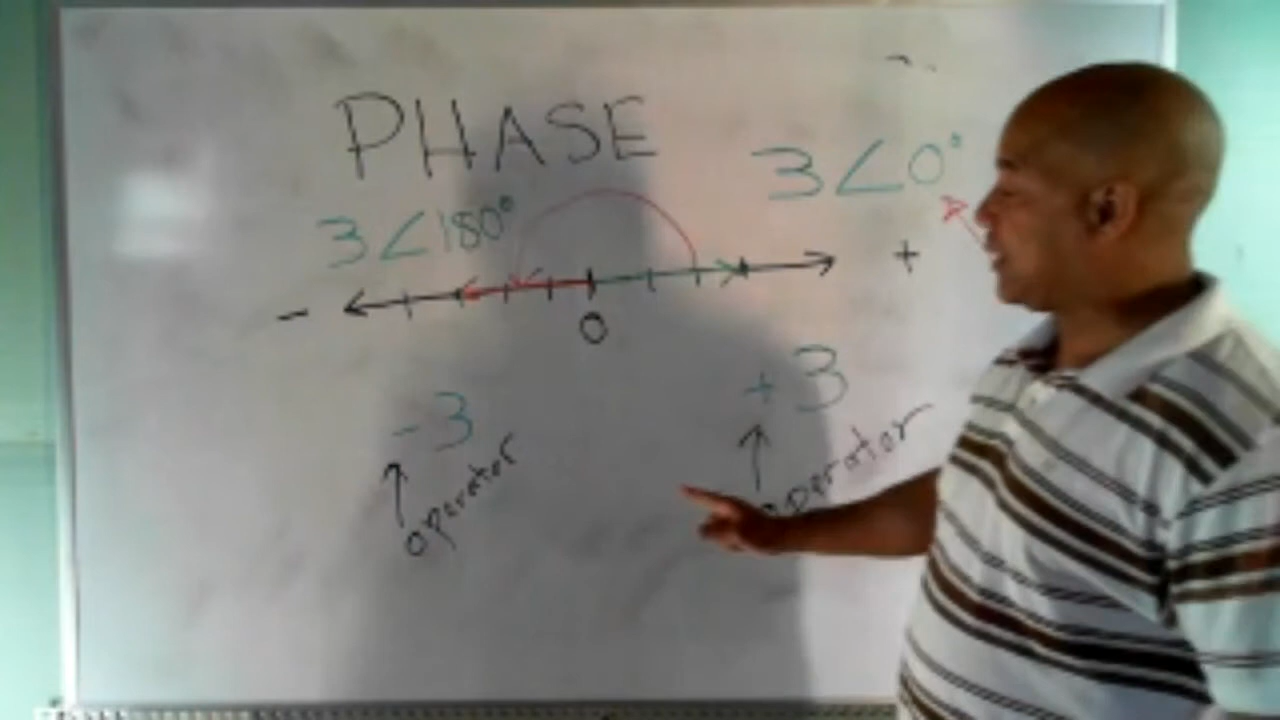 PHASE
3∠0°
3∠180°
- +
0
-3 +3
operator operator